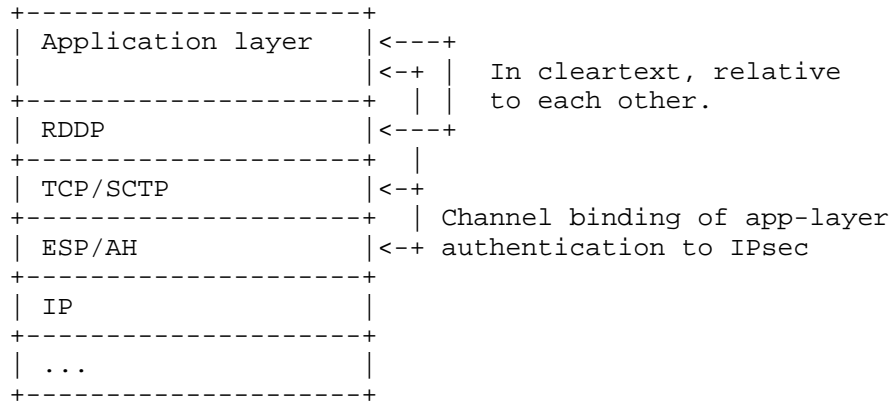 +---------------------+
| Application layer   |<---+
|                     |<-+ |   In cleartext, relative
+---------------------+  | |   to each other.
| RDDP                |<---+
+---------------------+  |
| TCP/SCTP            |<-+
+---------------------+  | Channel binding of app-layer
| ESP/AH              |<-+ authentication to IPsec
+---------------------+
| IP                  |
+---------------------+
| ...                 |
+---------------------+